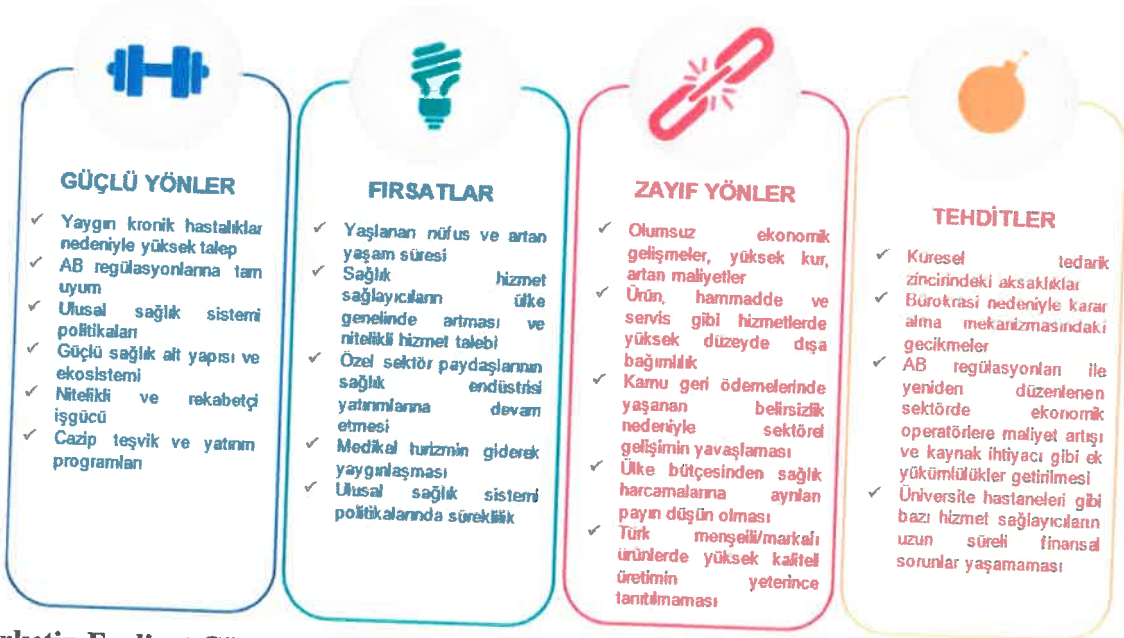 GÜÇLÜ YÖNLER
Yaygın kronik hastalıklar
nedeniyle yüksek talep
AB regülasyonlarına tam
uyum
Ulusal sağlık sistemi
politikaları
Güçlü sağlık alt yapısı ve
ekosistemi
Nitelikli ve rekabetçi
işgücü
Cazip teşvik ve yatırım
programları
FIRSATLAR
Yaşlanan nüfus ve artan
yaşam süresi
Sağlık hizmet
sağlayıcıların ülke
genelinde artması ve
nitelikli hizmet talebi
Özel sektör paydaşlarının
sağlık endüstrisi
yatırımlarına devam
etmesi
Medikal turizmin giderek
yaygınlaşması
Ulusal sağlık sistemi
politikalarında süreklilik
ZAYIF YÖNLER
Olumsuz ekonomik
gelişmeler, yüksek kur,
artan maliyetler
Ürün, hammadde ve
servis gibi hizmetlerde
yüksek düzeyde dışa
bağımlılık
Kamu geri ödemelerinde
yaşanan belirsizlik
nedeniyle sektörel
gelişimin yavaşlaması
Ülke bütçesinden sağlık
harcamalarına ayrılan
payın düşün olması
Türk menşeili/markalı
ürünlerde yüksek kaliteli
üretimin yeterince
tanıtılmaması
TEHDİTLER
Küresel tedarik
zincirindeki aksaklıklar
Bürokrasi nedeniyle karar
alma mekanizmasındaki
gecikmeler
AB regülasyonları ile
yeniden düzenlenen
sektörde ekonomik
operatörlere maliyet artışı
ve kaynak ihtiyacı gibi ek
yükümlülükler getirilmesi
Üniversite hastaneleri gibi
bazı hizmet sağlayıcıların
uzun süreli finansal
sorunlar yaşamaması